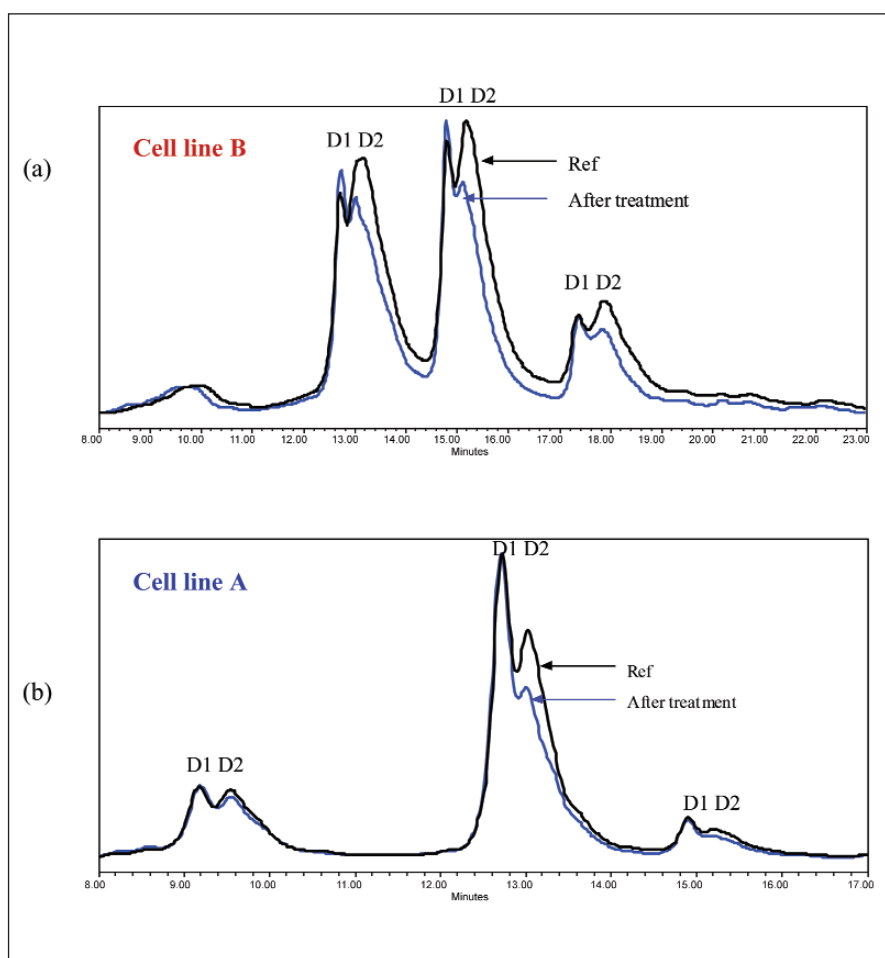 (a)
Cell line B
D1 D2
D1 D2
Ref
After treatment
D1 D2
8.00 9.00 10.00 11.00 12.00 13.00 14.00 15.00 16.00 17.00 18.00 19.00 20.00 21.00 22.00 23.00
Minutes
(b)
Cell line A
D1 D2
Ref
After treatment
D1 D2
D1 D2
8.00 9.00 10.00 11.00 12.00 13.00 14.00 15.00 16.00 17.00
Minutes